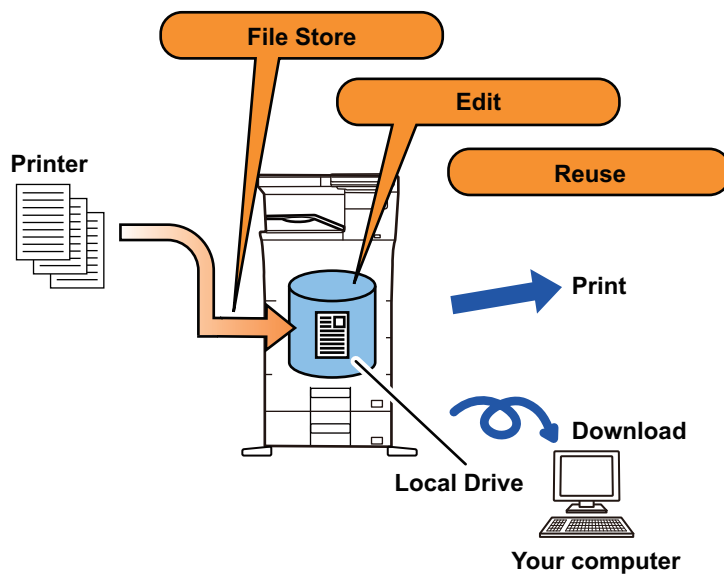 File Store
Edit
Printer
Reuse
Print
Download
Local Drive
Your computer